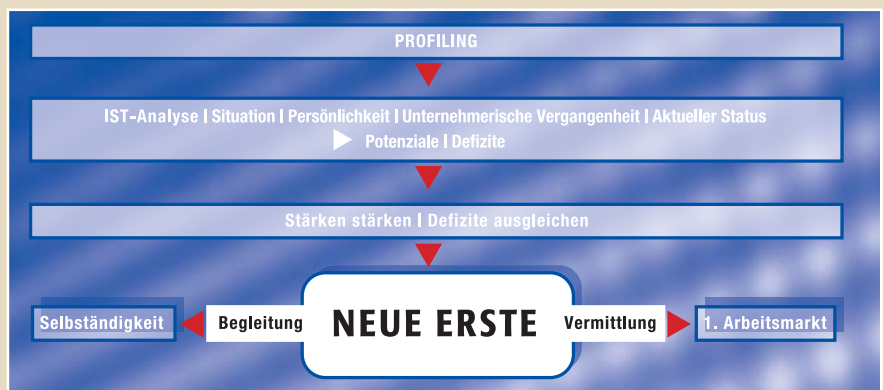 PROFILING
IST-Analyse | Situation | Persönlichkeit | Unternehmerische Vergangenheit | Aktueller Status
Potenziale | Defizite
Stärken stärken | Defizite ausgleichen
Selbständigkeit Begleitung NEUE ERSTE Vermittlung 1. Arbeitsmarkt